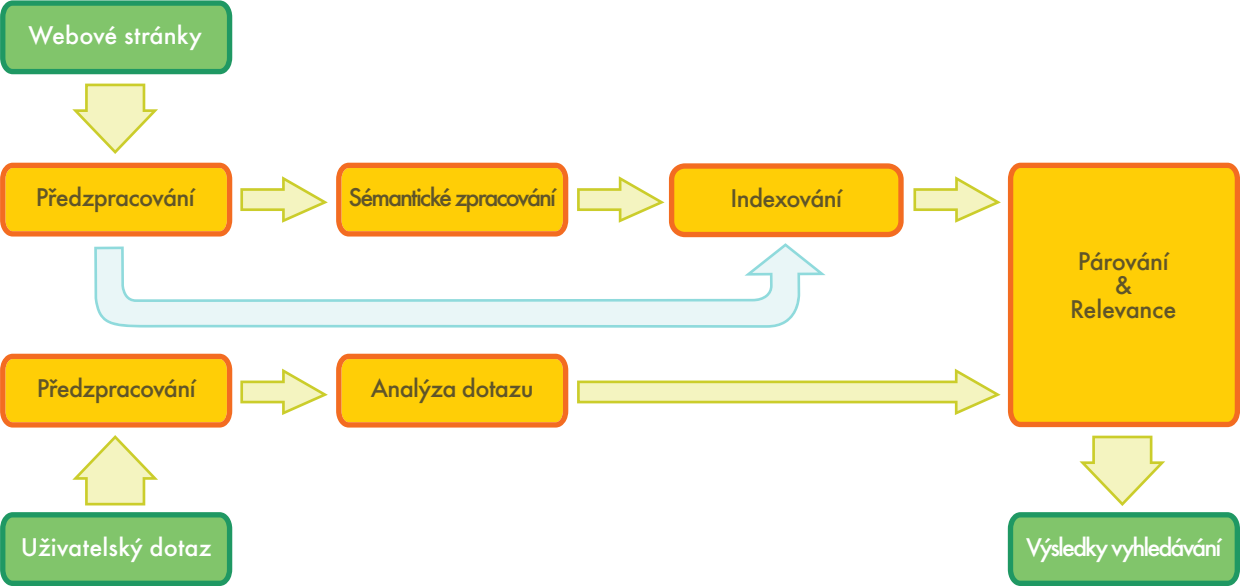 Webové stránky
Předzpracování
Sémantické zpracování
Indexování
Párování
&
Relevance
Předzpracování
Analýza dotazu
Uživatelský dotaz
Výsledky vyhledávání